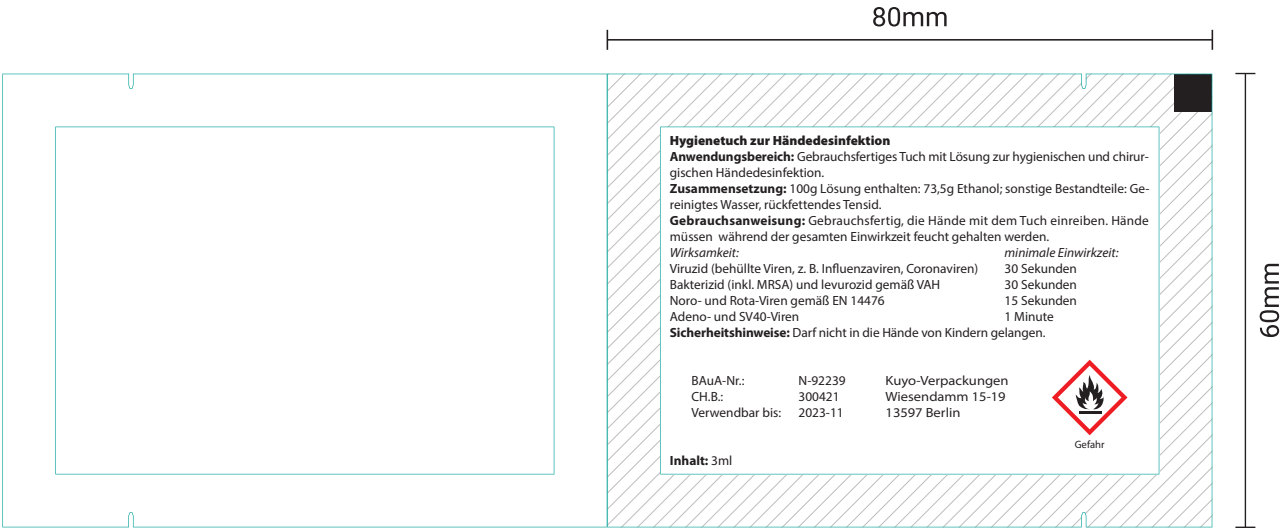 80mm
Hygienetuch zur Händedesinfektion
Anwendungsbereich: Gebrauchsfertiges Tuch mit Lösung zur hygienischen und chirur-
gischen Händedesinfektion.
Zusammensetzung: 100g Lösung enthalten: 73,5g Ethanol; sonstige Bestandteile: Ge-
reinigtes Wasser, rückfettendes Tensid.
Gebrauchsanweisung: Gebrauchsfertig, die Hände mit dem Tuch einreiben. Hände
müssen während der gesamten Einwirkzeit feucht gehalten werden.
Wirksamkeit: minimale Einwirkzeit:
Viruzid (behüllte Viren, z. B. Influenzaviren, Coronaviren) 30 Sekunden
Bakterizid (inkl. MRSA) und levurozid gemäß VAH 30 Sekunden
Noro- und Rota-Viren gemäß EN 14476 15 Sekunden
Adeno- und SV40-Viren 1 Minute
Sicherheitshinweise: Darf nicht in die Hände von Kindern gelangen.
BAuA-Nr.: N-92239 Kuyo-Verpackungen
CH.B.: 300421 Wiesendamm 15-19
Verwendbar bis: 2023-11 13597 Berlin
Gefahr
Inhalt: 3ml
60mm